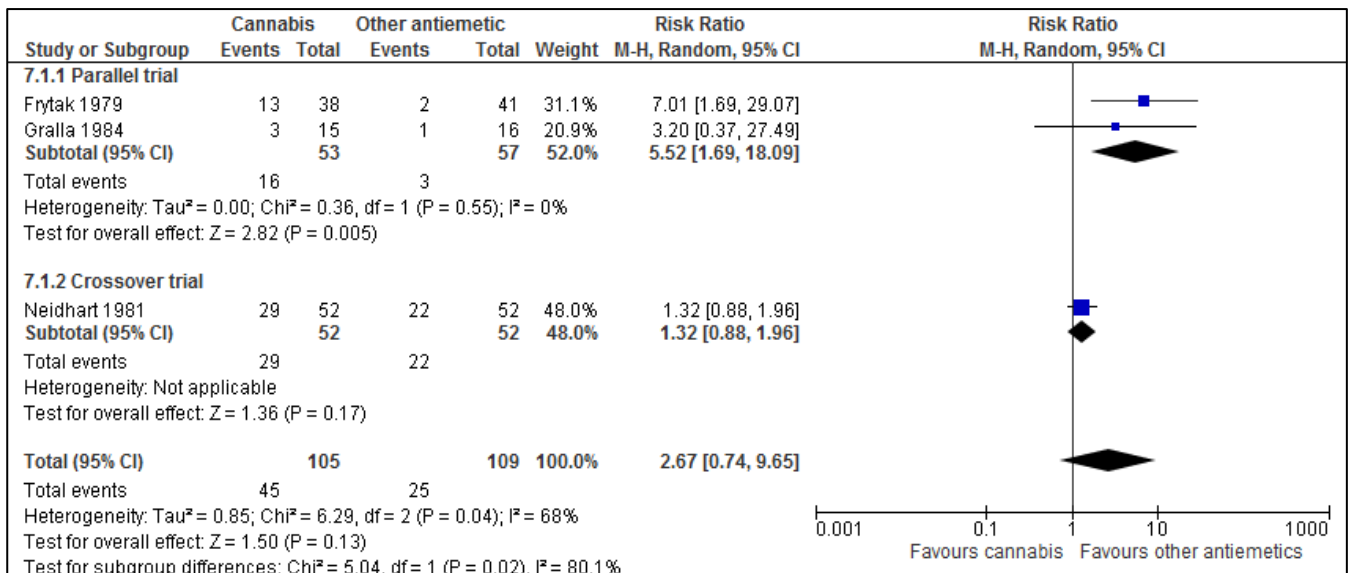 Cannabis Other antiemetic Risk Ratio Risk Ratio
Study or Subgroup Events Total Events Total Weight M-H, Random, 95% CI M-H, Random, 95% CI
7.1.1 Parallel trial
Frytak 1979 13 38 2 41 31.1% 7.01 [1.69, 29.07]
Gralla 1984 3 15 1 16 20.9% 3.20 [0.37, 27.49]
Subtotal (95% CI) 53 57 52.0% 5.52 [1.69, 18.09]
Total events 16 3
Heterogeneity: Tau² = 0.00; Chi² = 0.36, df = 1 (P = 0.55); I² = 0%
Test for overall effect: Z = 2.82 (P = 0.005)
7.1.2 Crossover trial
Neidhart 1981 29 52 22 52 48.0% 1.32 [0.88, 1.96]
Subtotal (95% CI) 52 52 48.0% 1.32 [0.88, 1.96]
Total events 29 22
Heterogeneity: Not applicable
Test for overall effect: Z = 1.36 (P = 0.17)
Total (95% CI) 105 109 100.0% 2.67 [0.74, 9.65]
Total events 45 25
Heterogeneity: Tau² = 0.85; Chi² = 6.29, df = 2 (P = 0.04); I² = 68%
Test for overall effect: Z = 1.50 (P = 0.13)
Test for subgroup differences: Chi² = 5.04, df = 1 (P = 0.02), I² = 80.1%
0.001 0.1 1 10 1000
Favours cannabis Favours other antiemetics